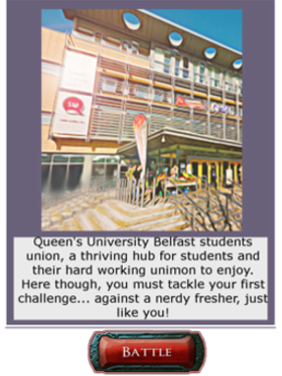 Queen's University Belfast students
union, a thriving hub for students and
their hard working unimon to enjoy.
Here though, you must tackle your first
challenge... against a nerdy fresher, just
like you!
BATTLE